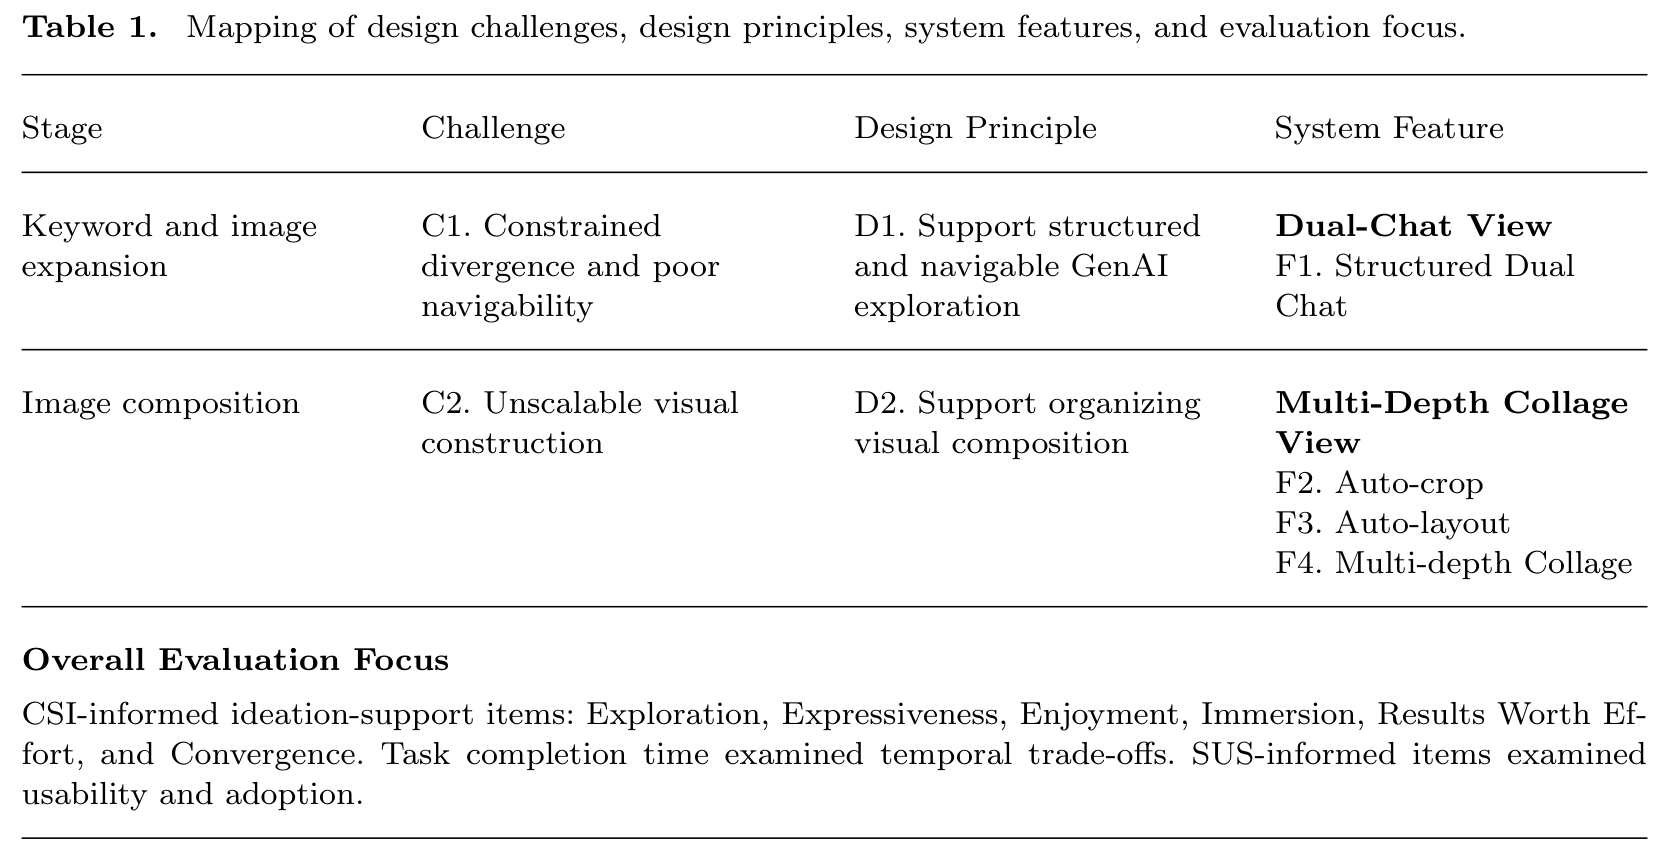 Table 1. Mapping of design challenges, design principles, system features, and evaluation focus.
Stage
Challenge
Design Principle
System Feature
Keyword and image
expansion
C1. Constrained
divergence and poor
navigability
D1. Support structured
and navigable GenAI
exploration
Dual-Chat View
F1. Structured Dual
Chat
Image composition
C2. Unscalable visual
construction
D2. Support organizing
visual composition
Multi-Depth Collage
View
F2. Auto-crop
F3. Auto-layout
F4. Multi-depth Collage
Overall Evaluation Focus
CSI-informed ideation-support items: Exploration, Expressiveness, Enjoyment, Immersion, Results Worth Ef-
fort, and Convergence. Task completion time examined temporal trade-offs. SUS-informed items examined
usability and adoption.